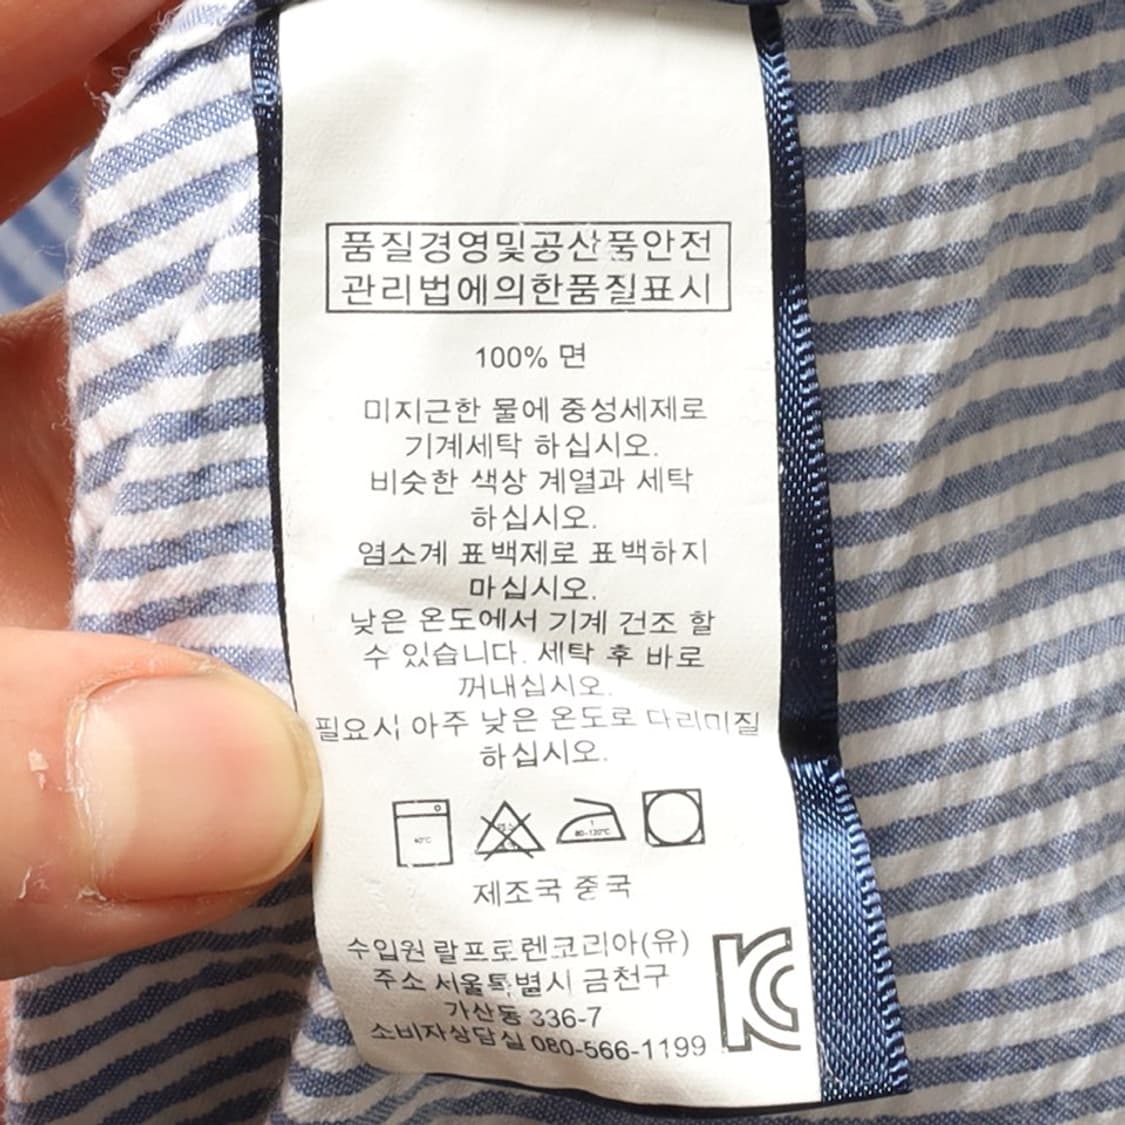 품질경영및공산품안전
관리법에의한품질표시
100% 면
미지근한 물에 중성세제로
기계세탁 하십시오.
비슷한 색상 계열과 세탁
하십시오.
염소계 표백제로 표백하지
마십시오.
낮은 온도에서 기계 건조 할
수 있습니다. 세탁 후 바로
꺼내십시오.
필요시 아주 낮은 온도로 다리미질
하십시오.
40°C
1
80-120°C
제조국 중국
수입원 랄프로렌코리아(유)
주소 서울특별시 금천구
가산동 336-7
소비자상담실 080-566-1199
KC